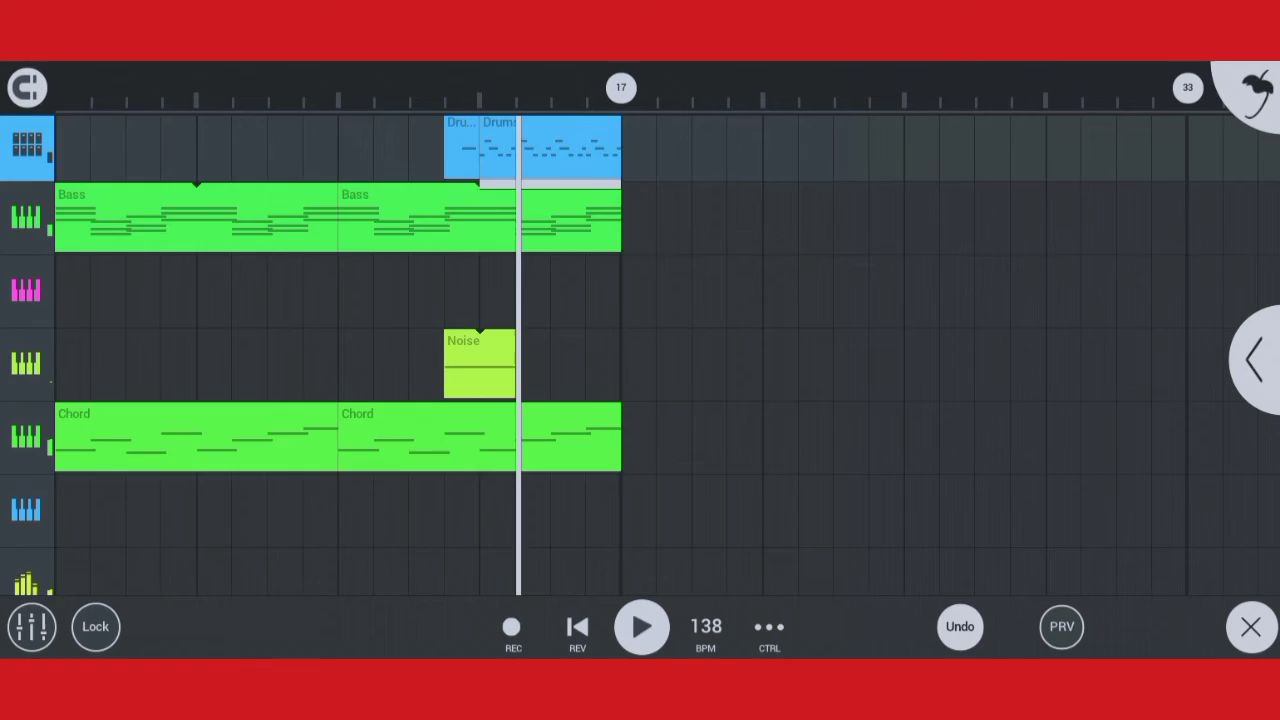 17
33
Dru... Drums
Bass
Bass
Noise
Chord
Chord
Lock
138
Undo
PRV
REC
REV
BPM
CTRL